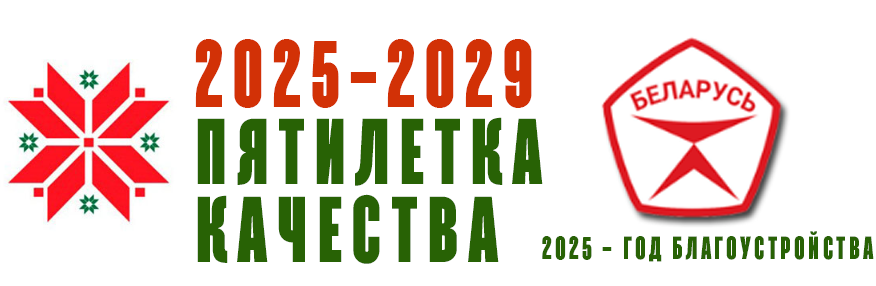 2025-2029
ПЯТИЛЕТКА
КАЧЕСТВА
БЕЛАРУСЬ
2025 - ГОД БЛАГОУСТРОЙСТВА